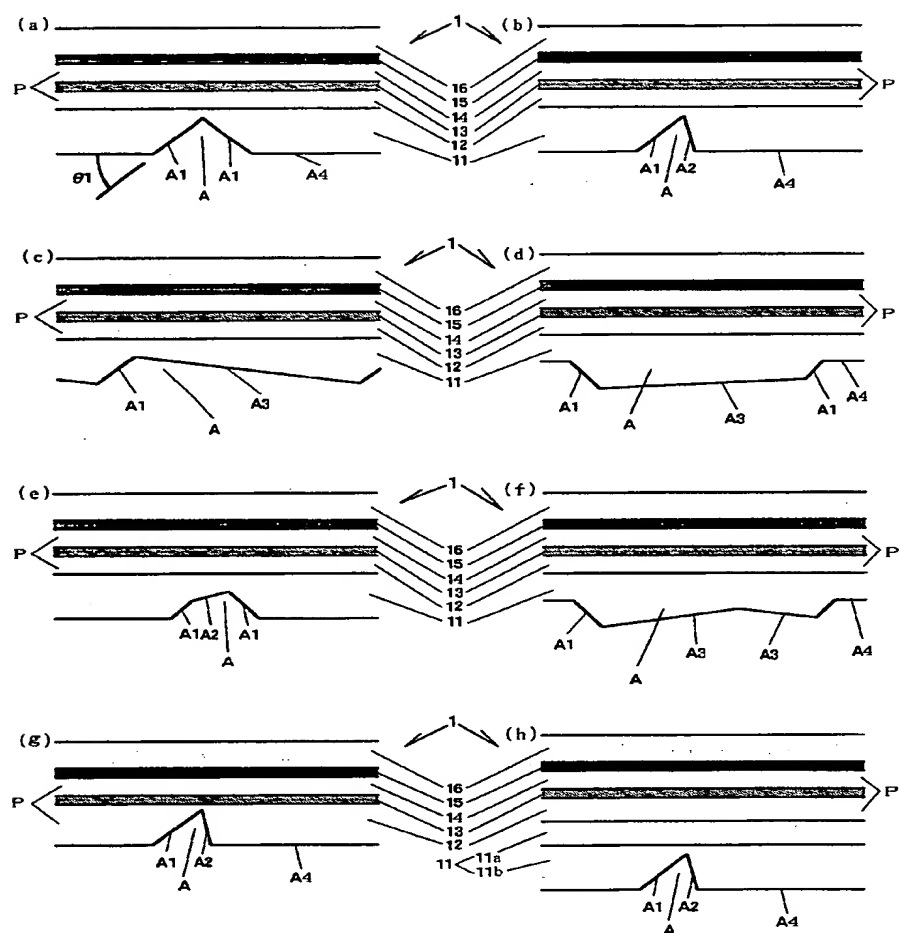 (a) 1 (b)
P P
16
15
14
13
12
11
θ1 A1 A A1 A4 A1 A A2 A4
(c) 1 (d)
P P
16
15
14
13
12
11
A1 A A3 A1 A A3 A1 A4
(e) 1 (f)
P P
16
15
14
13
12
11
A1 A2 A A1 A1 A A3 A3 A4
(g) 1 (h)
P P
16
15
14
13
12
11 11a
11b
A1 A A2 A4 A1 A A2 A4